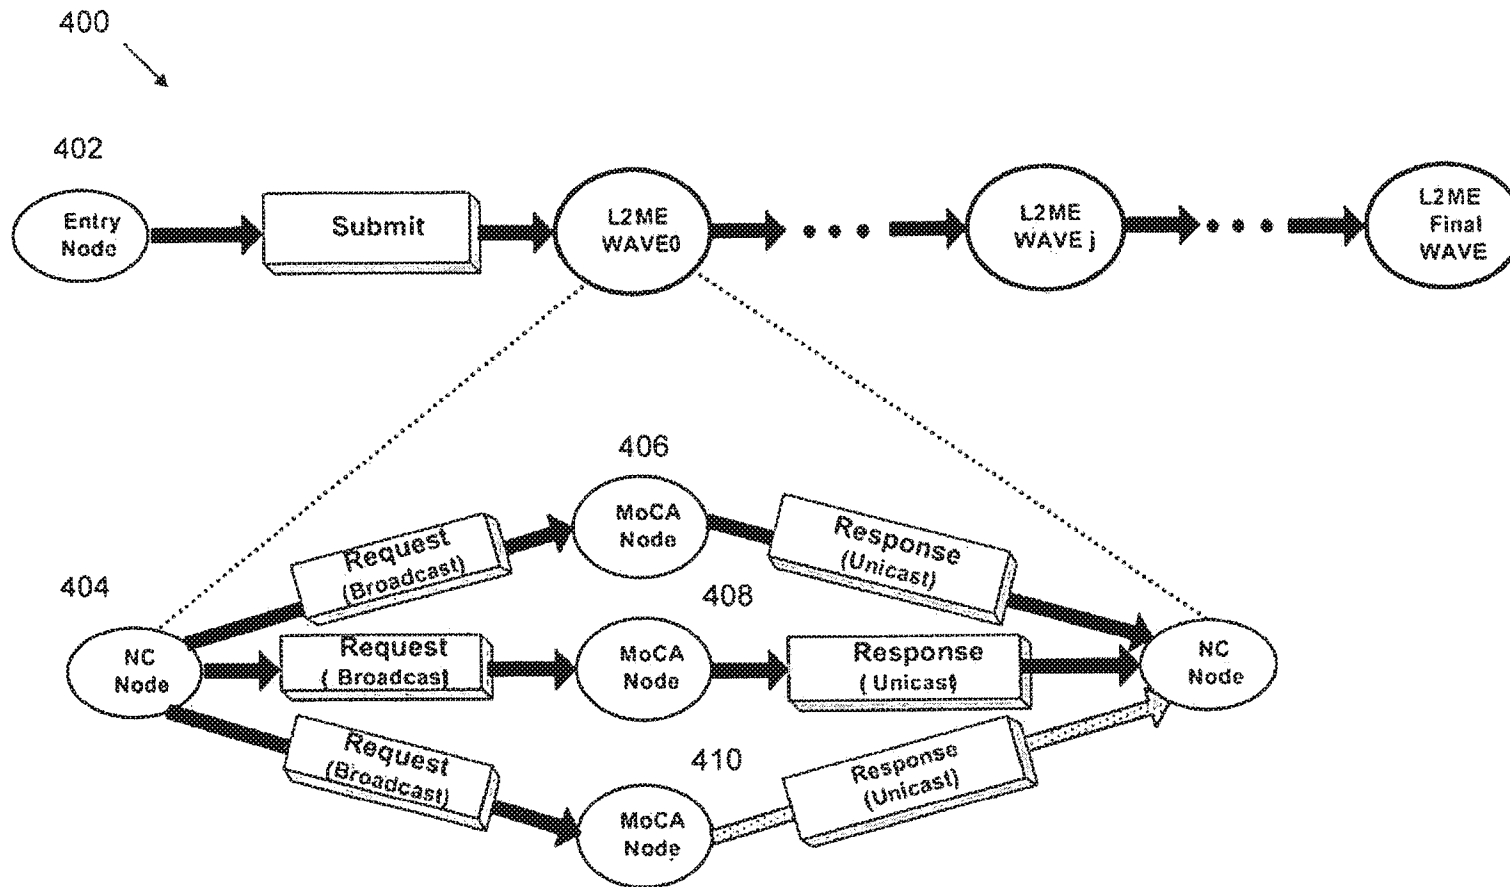 400
402
Entry
Node
Submit
L2ME
WAVE0
L2ME
WAVE j
L2ME
Final
WAVE
406
MoCA
Node
Request
(Broadcast)
Response
(Unicast)
404
408
NC
Node
Request
( Broadcast)
MoCA
Node
Response
( Unicast)
NC
Node
Request
(Broadcast)
410
MoCA
Node
Response
(Unicast)